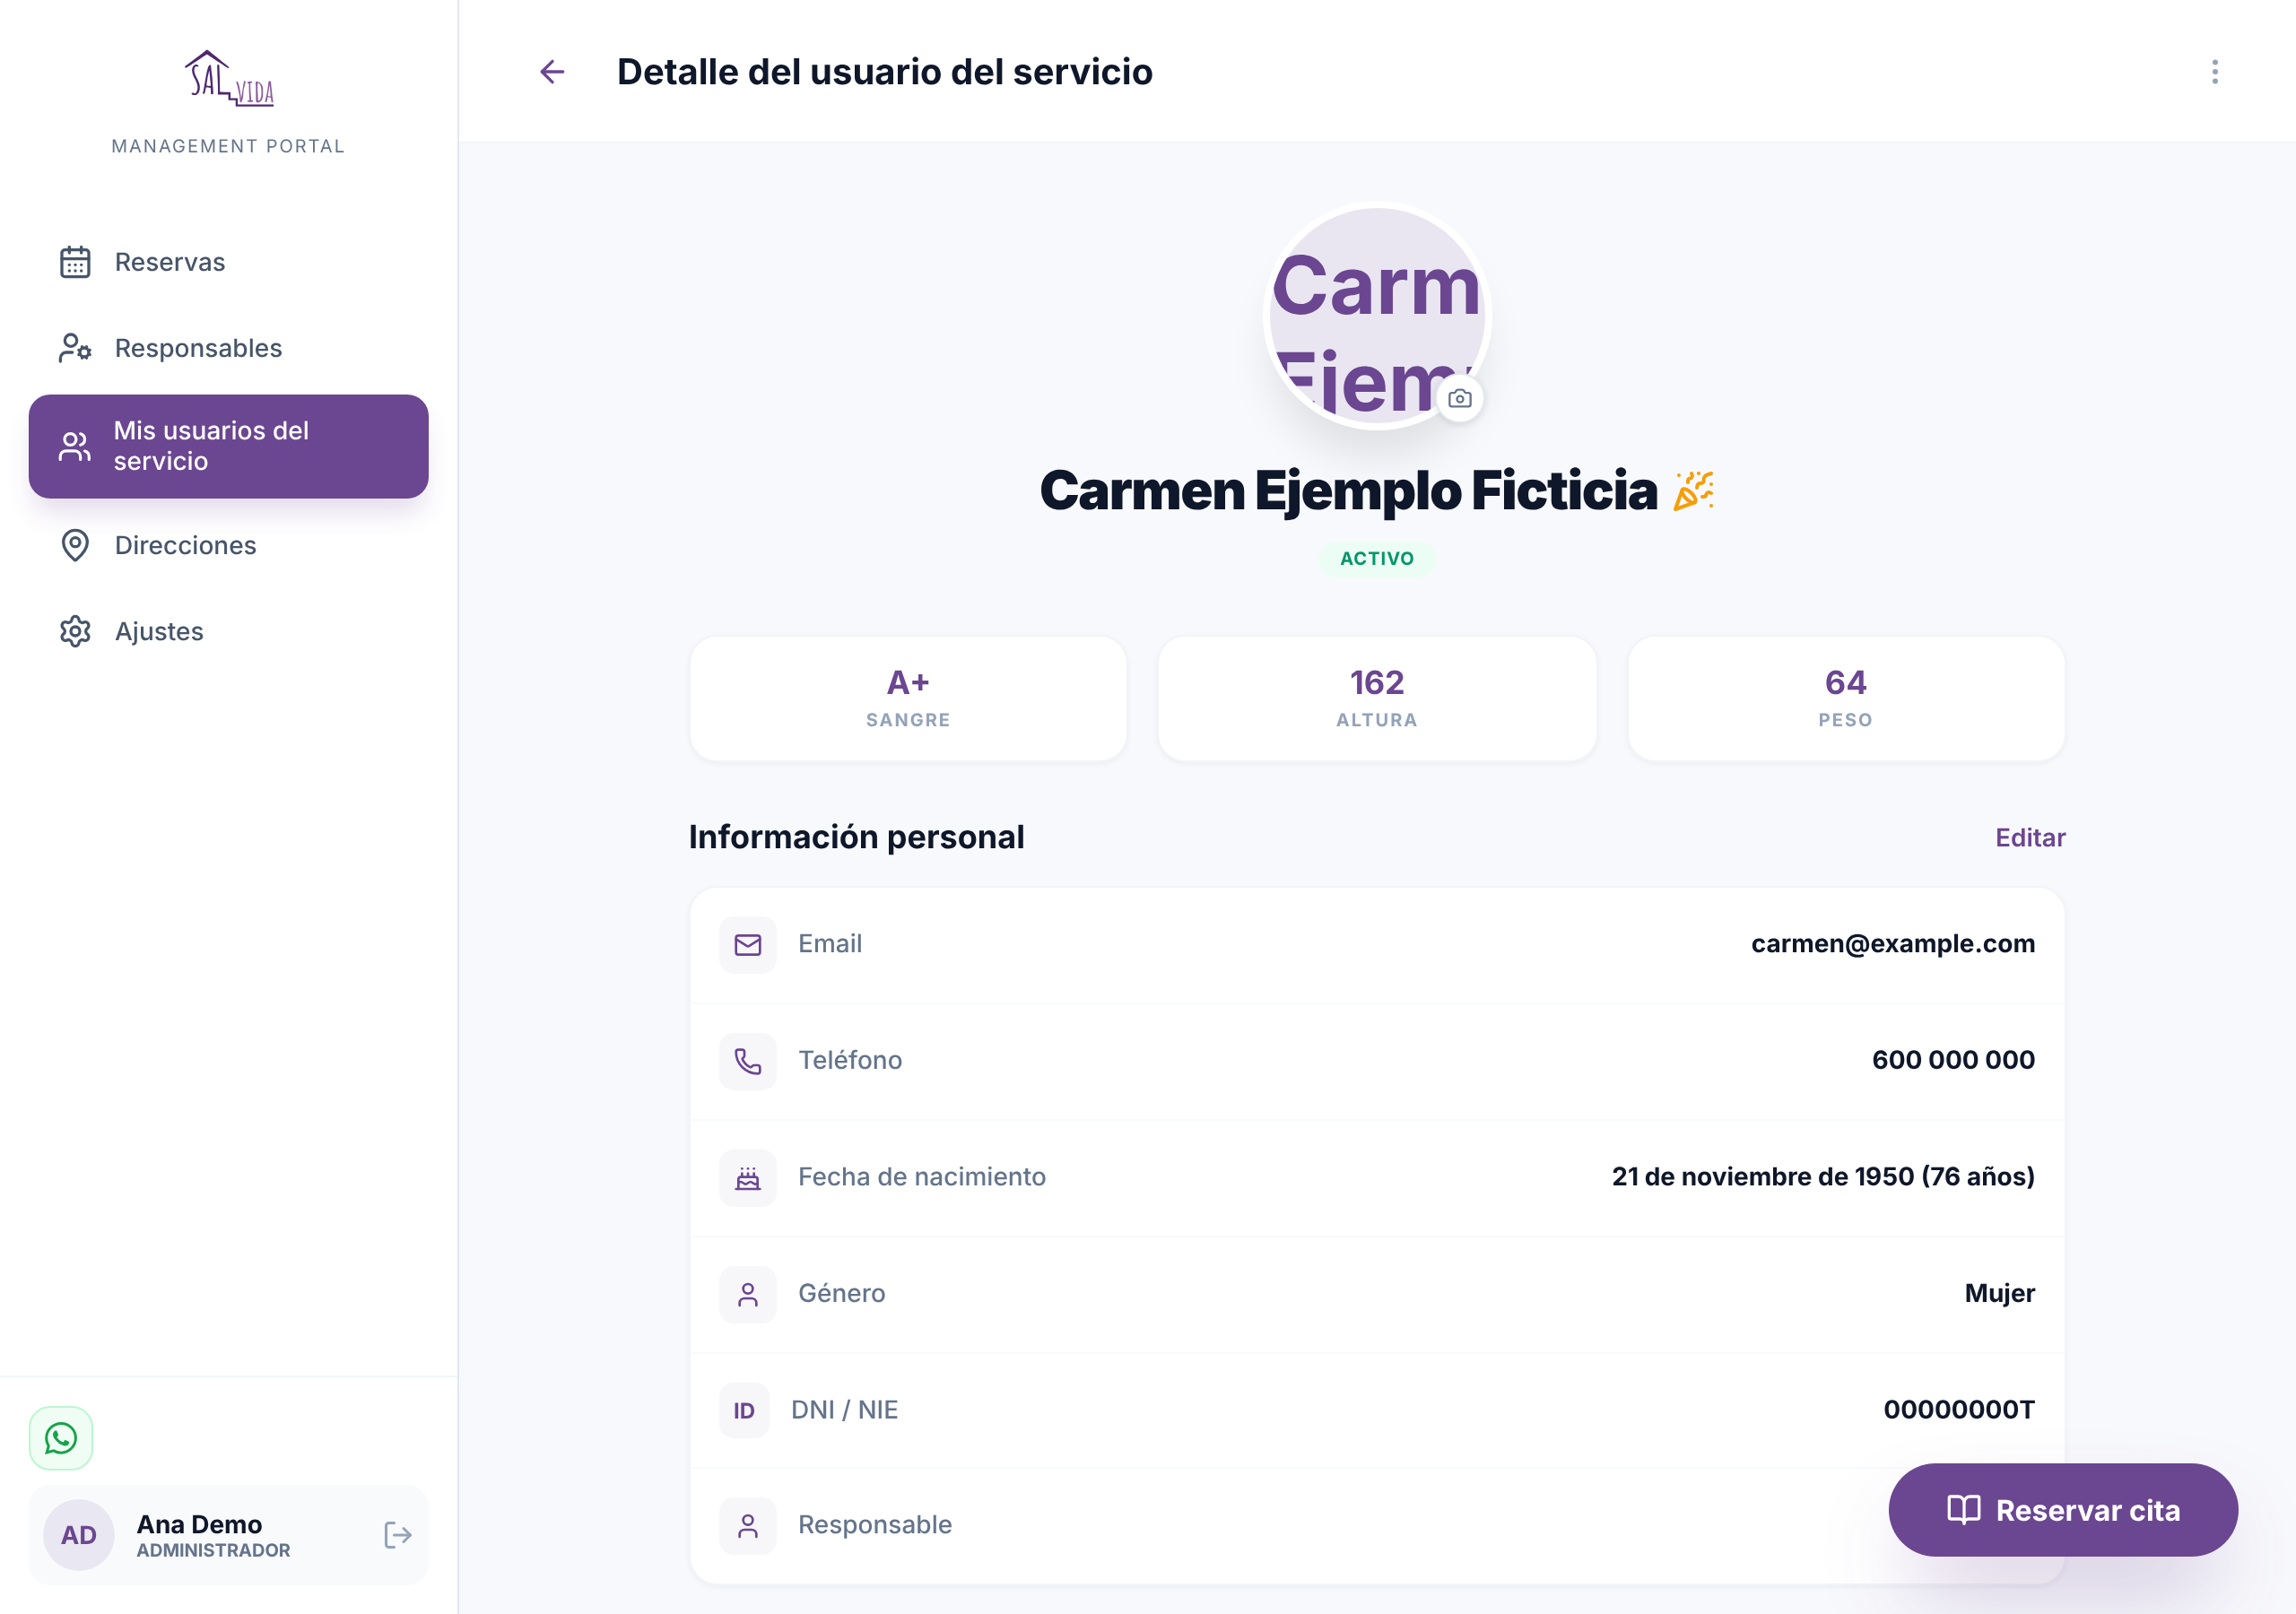 SAL VIDA
MANAGEMENT PORTAL
Reservas
Responsables
Mis usuarios del
servicio
Direcciones
Ajustes
AD
Ana Demo
ADMINISTRADOR
Detalle del usuario del servicio
Carm
Ejem
Carmen Ejemplo Ficticia
ACTIVO
A+
SANGRE
162
ALTURA
64
PESO
Información personal
Editar
Email carmen@example.com
Teléfono 600 000 000
Fecha de nacimiento 21 de noviembre de 1950 (76 años)
Género Mujer
ID DNI / NIE 00000000T
Responsable
Reservar cita